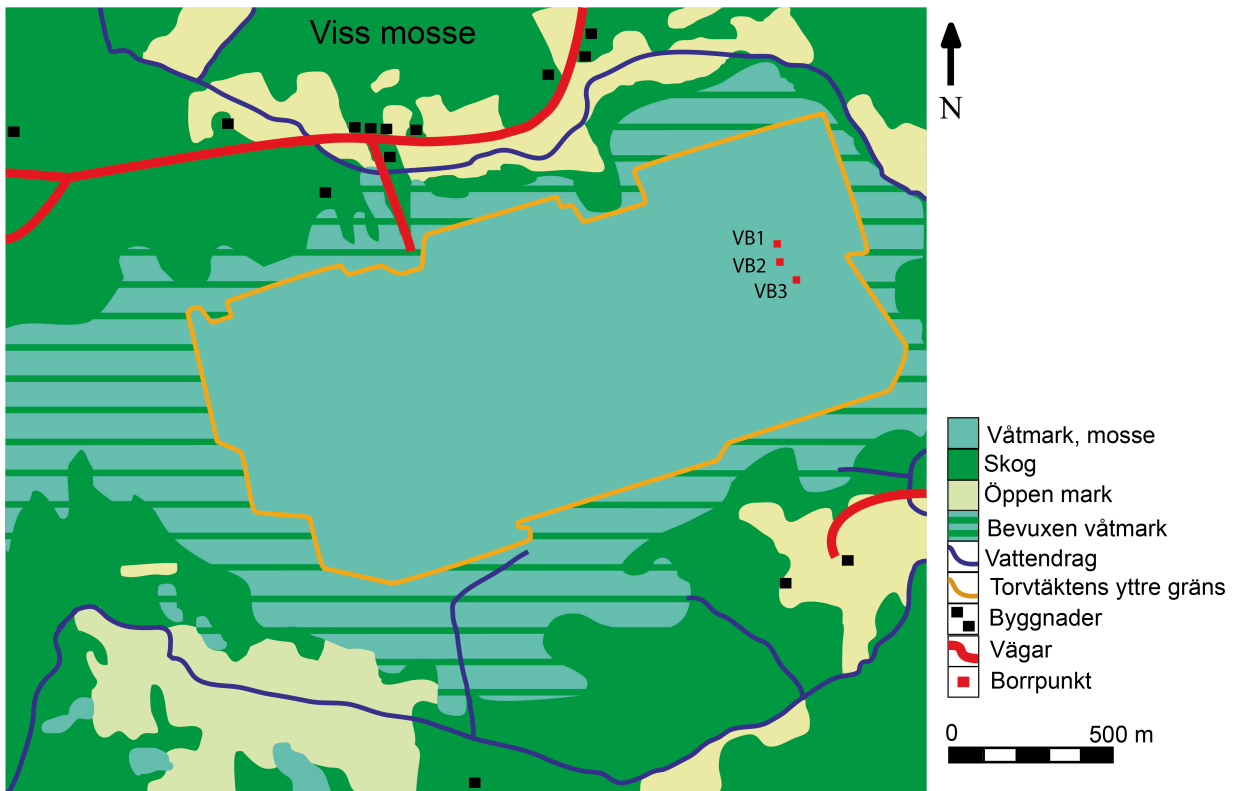 Viss mosse
N
VB1
VB2
VB3
Våtmark, mosse
Skog
Öppen mark
Bevuxen våtmark
Vattendrag
Torvtäktens yttre gräns
Byggnader
Vägar
Borrpunkt
0 500 m